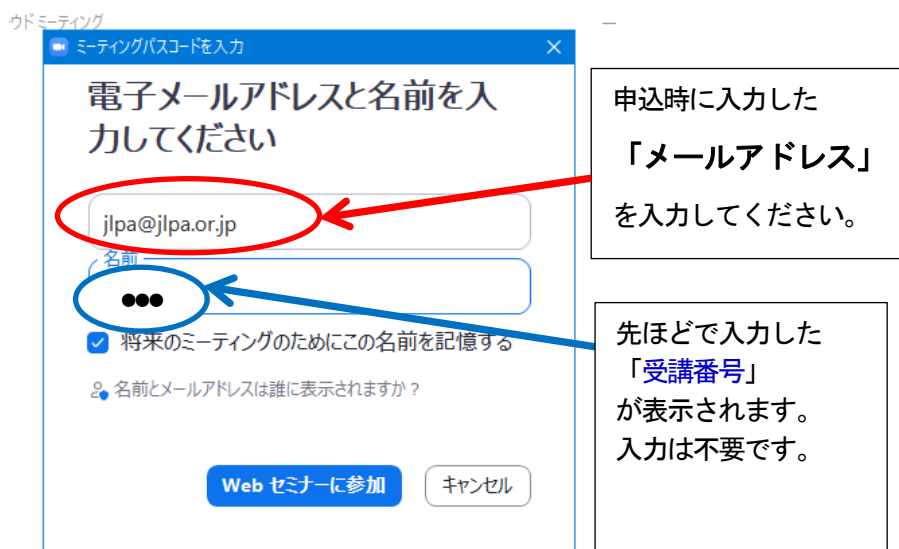 ウドミーティング
ミーティングパスコードを入力
電子メールアドレスと名前を入
力してください
jlpa@jlpa.or.jp
名前
●●●
将来のミーティングのためにこの名前を記憶する
名前とメールアドレスは誰に表示されますか？
Web セミナーに参加
キャンセル
申込時に入力した
「メールアドレス」
を入力してください。
先ほどで入力した
「受講番号」
が表示されます。
入力は不要です。